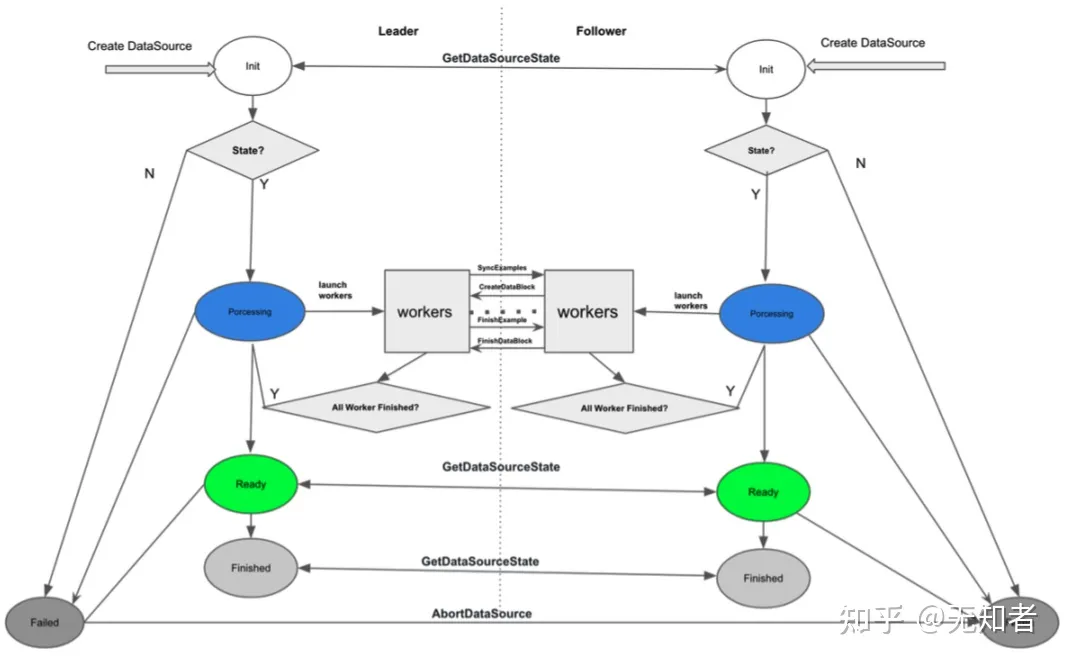 Leader
Follower
Create DataSource
Init
GetDataSourceState
Init
Create DataSource
State?
State?
N
Y
Y
N
SyncExamples
CreateDataBlock
FinishExample
FinishDataBlock
Porcessing
launch
workers
workers
workers
launch
workers
Porcessing
Y
All Worker Finished?
All Worker Finished?
Y
Ready
GetDataSourceState
Ready
Finished
GetDataSourceState
Finished
Failed
AbortDataSource
知乎 @无知者